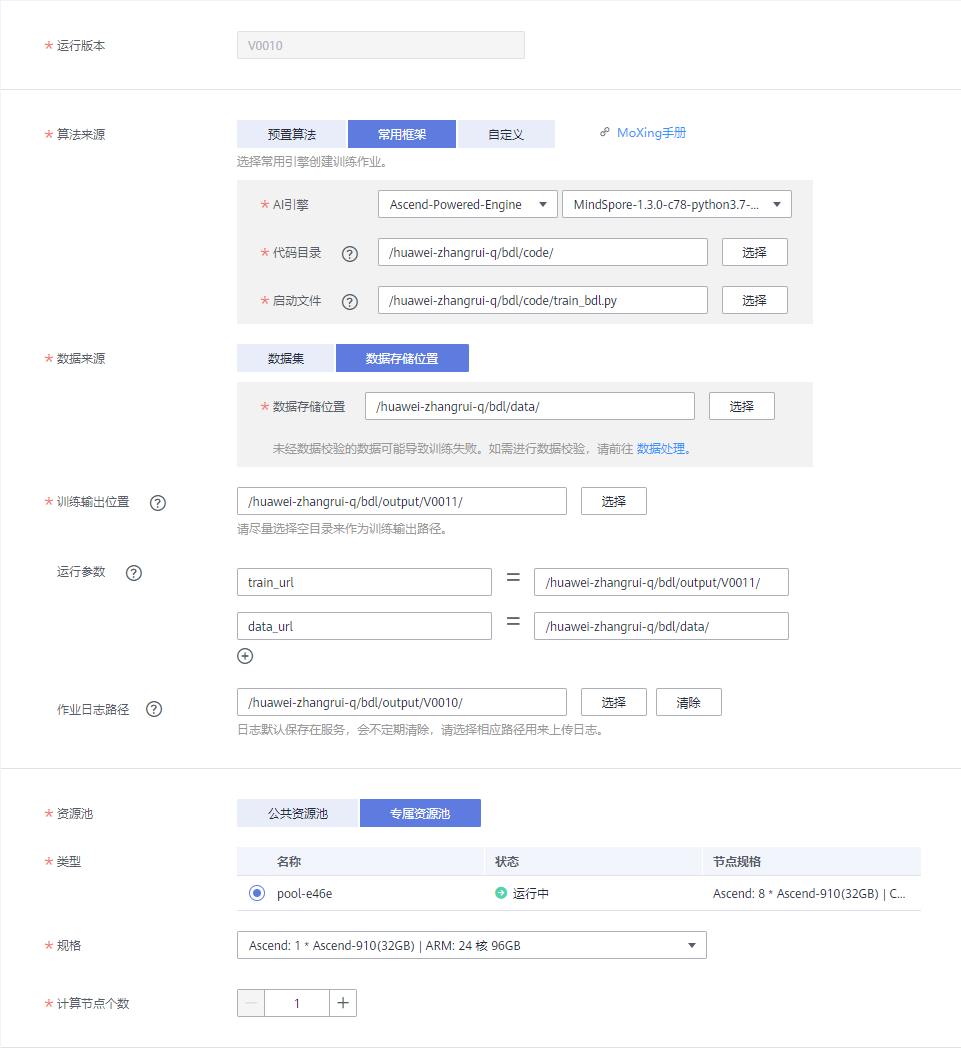 * 运行版本 V0010
* 算法来源 预置算法 常用框架 自定义 MoXing手册
选择常用引擎创建训练作业。
* AI引擎 Ascend-Powered-Engine MindSpore-1.3.0-c78-python3.7-...
* 代码目录 ? /huawei-zhangrui-q/bdl/code/ 选择
* 启动文件 ? /huawei-zhangrui-q/bdl/code/train_bdl.py 选择
* 数据来源 数据集 数据存储位置
* 数据存储位置 /huawei-zhangrui-q/bdl/data/ 选择
未经数据校验的数据可能导致训练失败。如需进行数据校验，请前往 数据处理。
* 训练输出位置 ? /huawei-zhangrui-q/bdl/output/V0011/ 选择
请尽量选择空目录来作为训练输出路径。
运行参数 ? train_url = /huawei-zhangrui-q/bdl/output/V0011/
data_url = /huawei-zhangrui-q/bdl/data/
作业日志路径 ? /huawei-zhangrui-q/bdl/output/V0010/ 选择 清除
日志默认保存在服务，会不定期清除，请选择相应路径用来上传日志。
* 资源池 公共资源池 专属资源池
* 类型 名称 状态 节点规格
pool-e46e 运行中 Ascend: 8 * Ascend-910(32GB) | C...
* 规格 Ascend: 1 * Ascend-910(32GB) | ARM: 24 核 96GB
* 计算节点个数 — 1 +